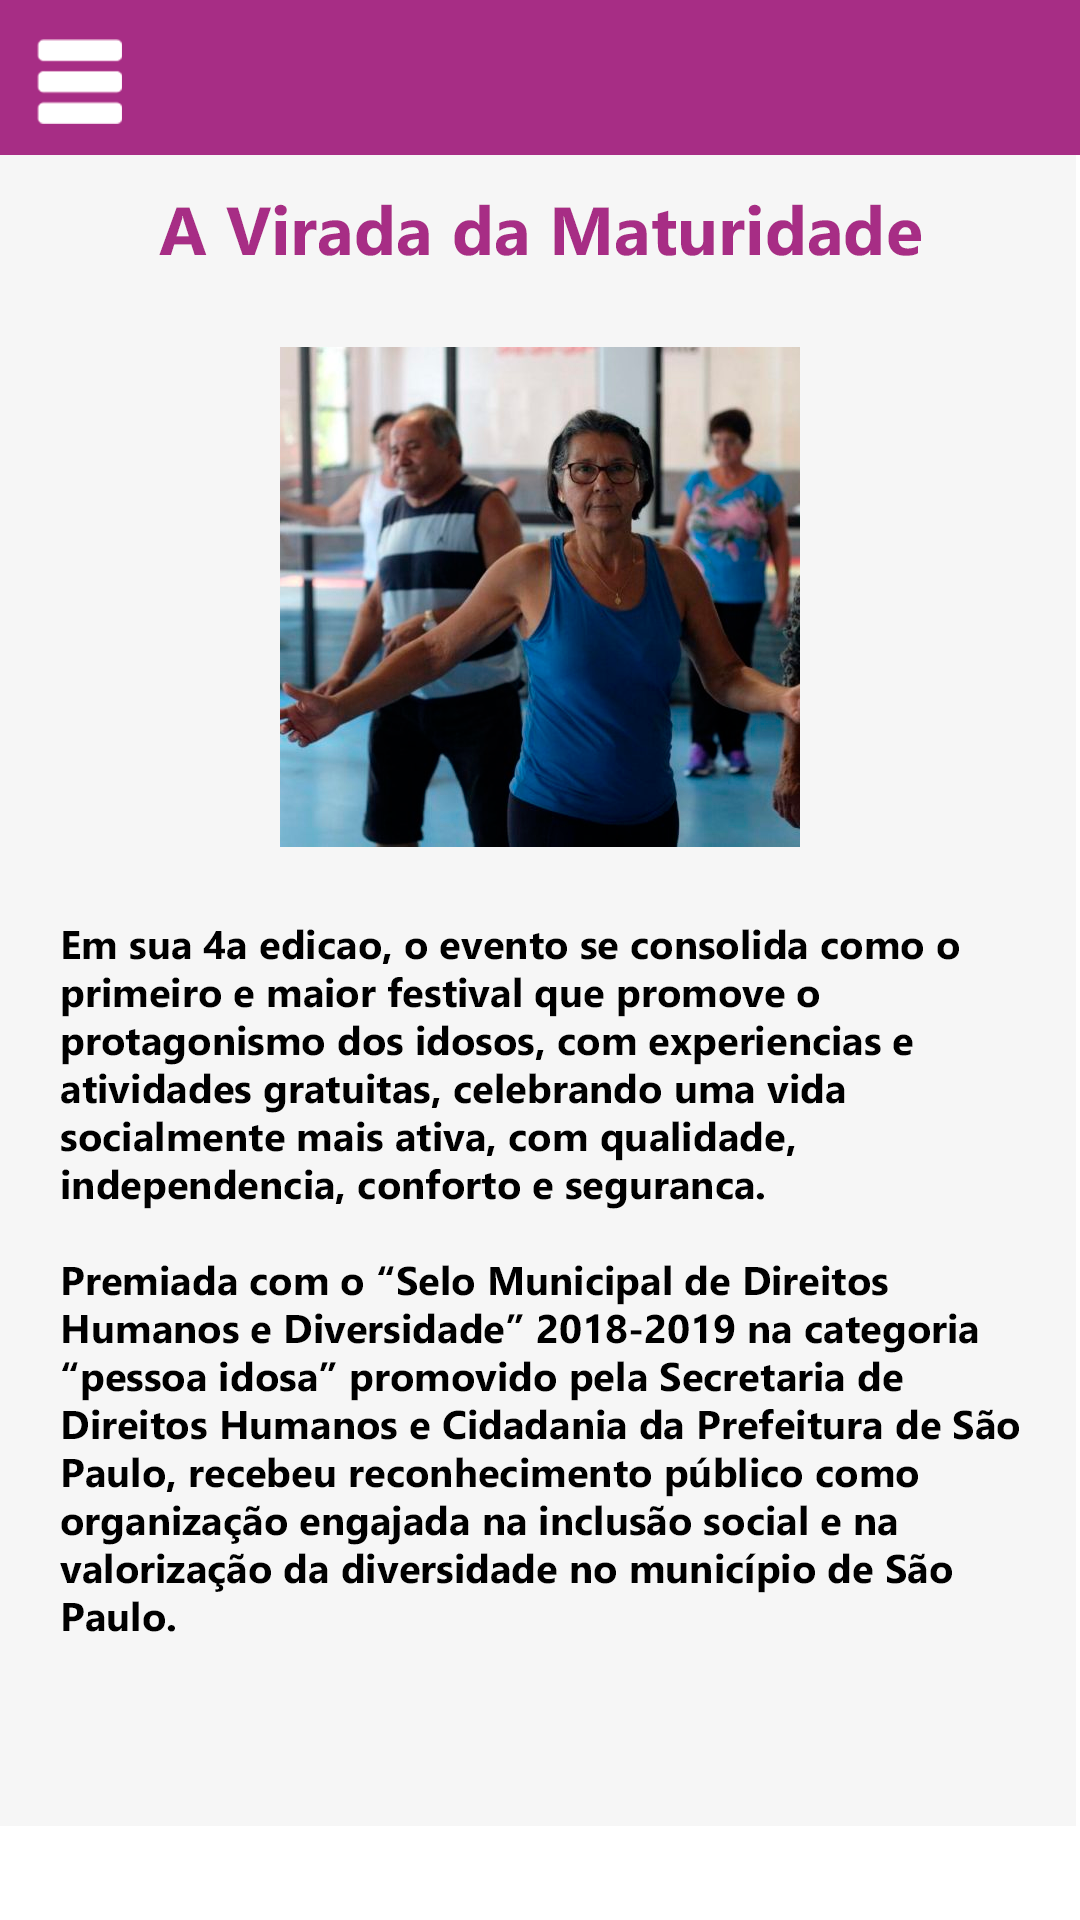 A Virada da Maturidade
Em sua 4a edicao, o evento se consolida como o
primeiro e maior festival que promove o
protagonismo dos idosos, com experiencias e
atividades gratuitas, celebrando uma vida
socialmente mais ativa, com qualidade,
independencia, conforto e seguranca.
Premiada com o “Selo Municipal de Direitos
Humanos e Diversidade” 2018-2019 na categoria
“pessoa idosa” promovido pela Secretaria de
Direitos Humanos e Cidadania da Prefeitura de São
Paulo, recebeu reconhecimento público como
organização engajada na inclusão social e na
valorização da diversidade no município de São
Paulo.